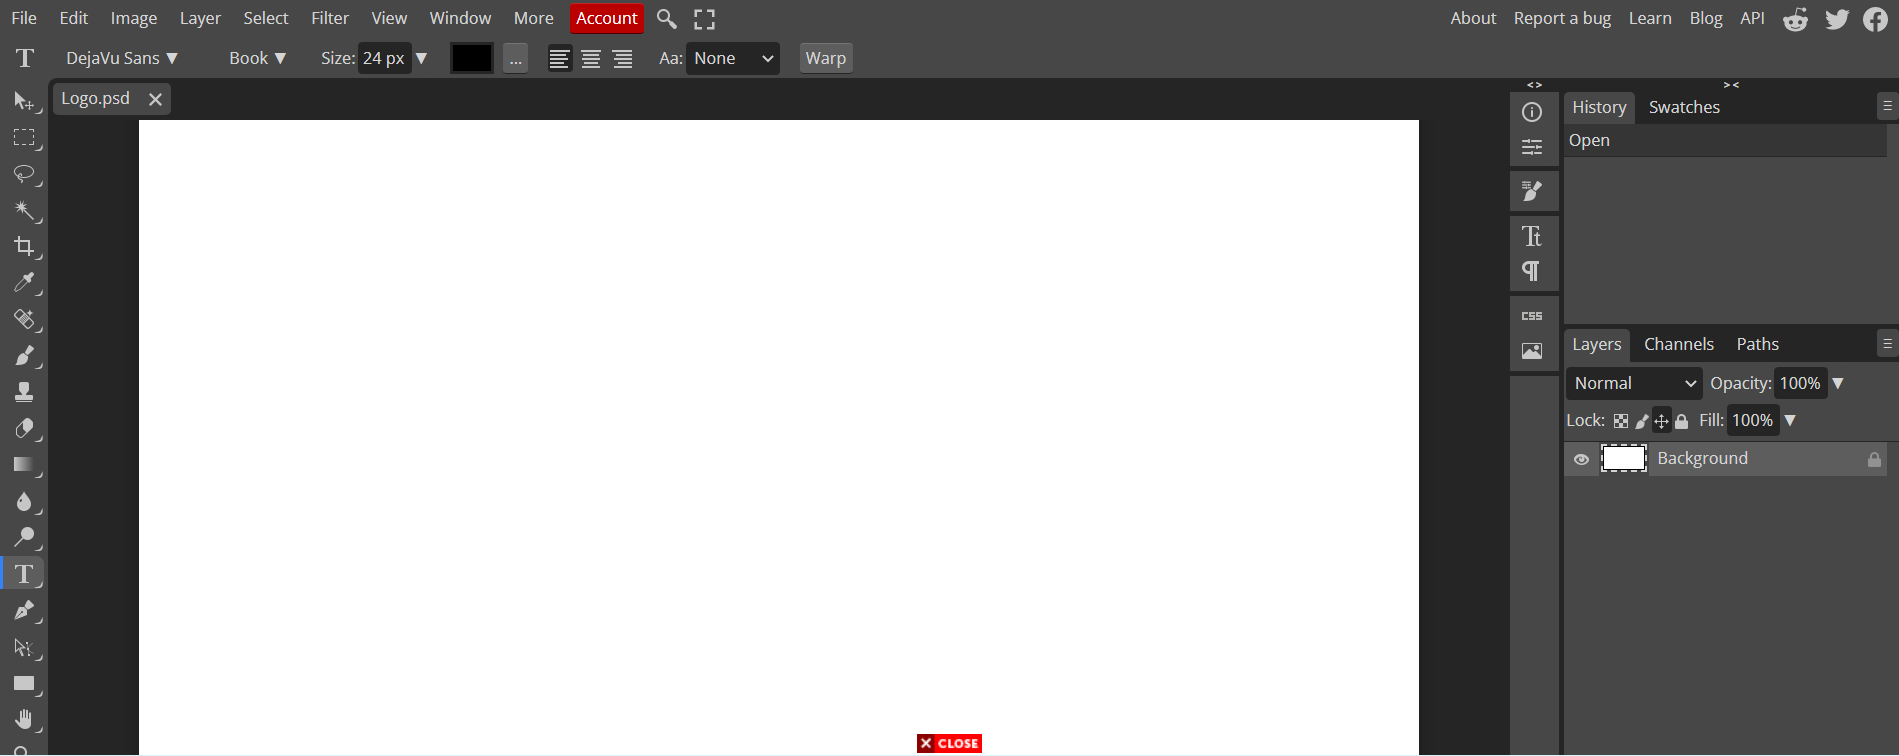 File Edit Image Layer Select Filter View Window More Account About Report a bug Learn Blog API
DejaVu Sans Book Size: 24 px ... Aa: None Warp
Logo.psd
History Swatches
Open
CSS
Layers Channels Paths
Normal Opacity: 100%
Lock: Fill: 100%
Background
CLOSE